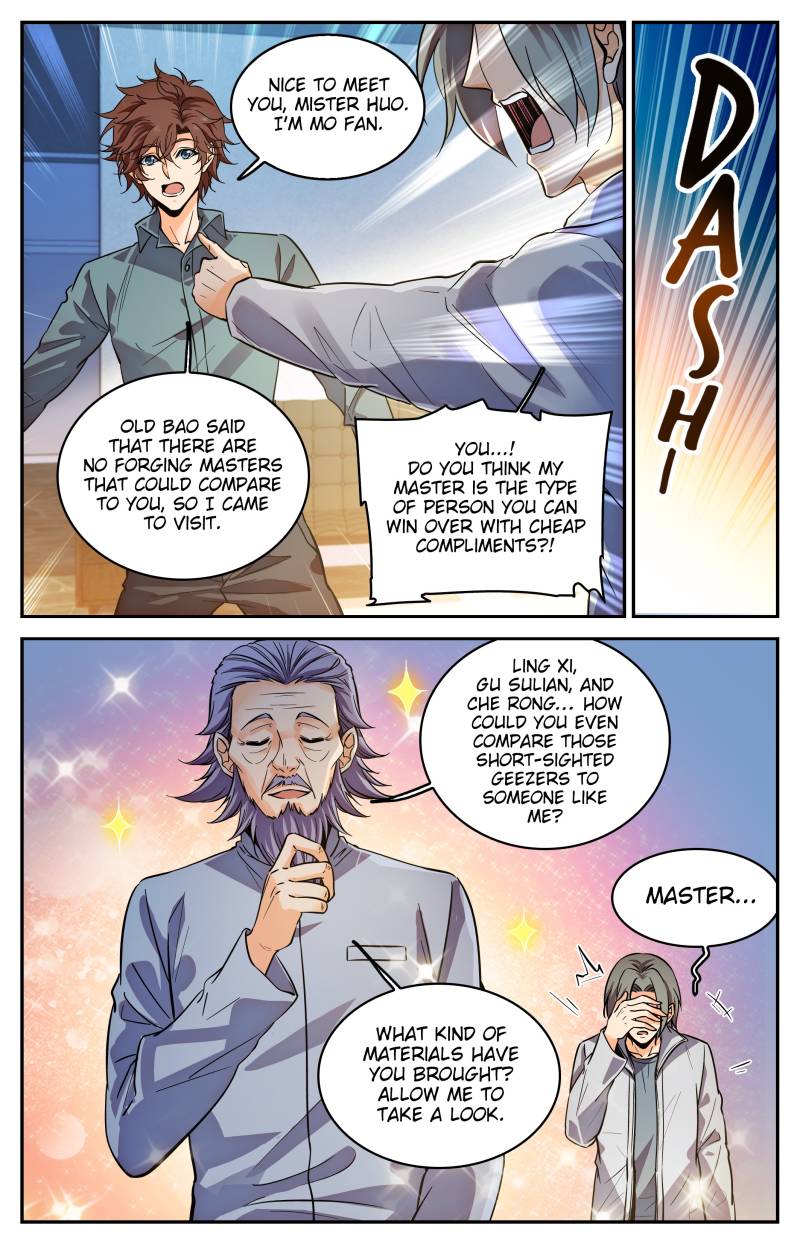 NICE TO MEET
YOU, MISTER HUO.
I'M MO FAN.
OLD BAO SAID
THAT THERE ARE
NO FORGING MASTERS
THAT COULD COMPARE
TO YOU, SO I CAME
TO VISIT.
YOU...!
DO YOU THINK MY
MASTER IS THE TYPE
OF PERSON YOU CAN
WIN OVER WITH CHEAP
COMPLIMENTS?!
DASH-
LING XI,
GU SULIAN, AND
CHE RONG... HOW
COULD YOU EVEN
COMPARE THOSE
SHORT-SIGHTED
GEEZERS TO
SOMEONE LIKE
ME?
MASTER...
WHAT KIND OF
MATERIALS HAVE
YOU BROUGHT?
ALLOW ME TO
TAKE A LOOK.